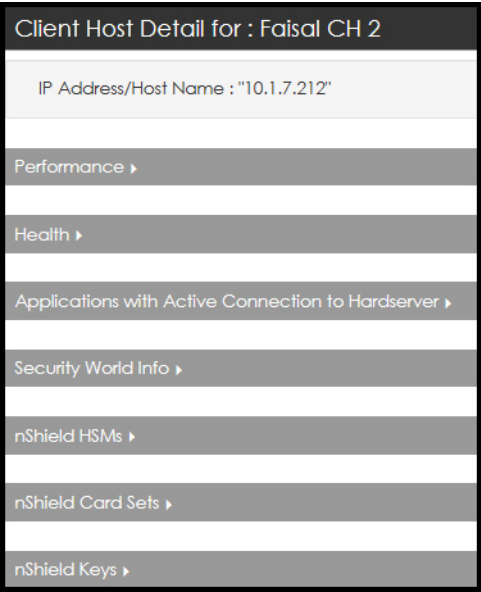 Client Host Detail for : Faisal CH 2
IP Address/Host Name : "10.1.7.212"
Performance
Health
Applications with Active Connection to Hardserver
Security World Info
nShield HSMs
nShield Card Sets
nShield Keys